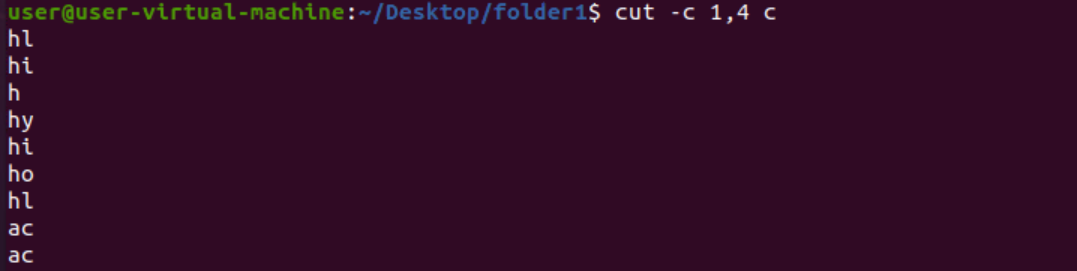 user@user-virtual-machine:~/Desktop/folder1$ cut -c 1,4 c
hl
hi
h
hy
hi
ho
hl
ac
ac